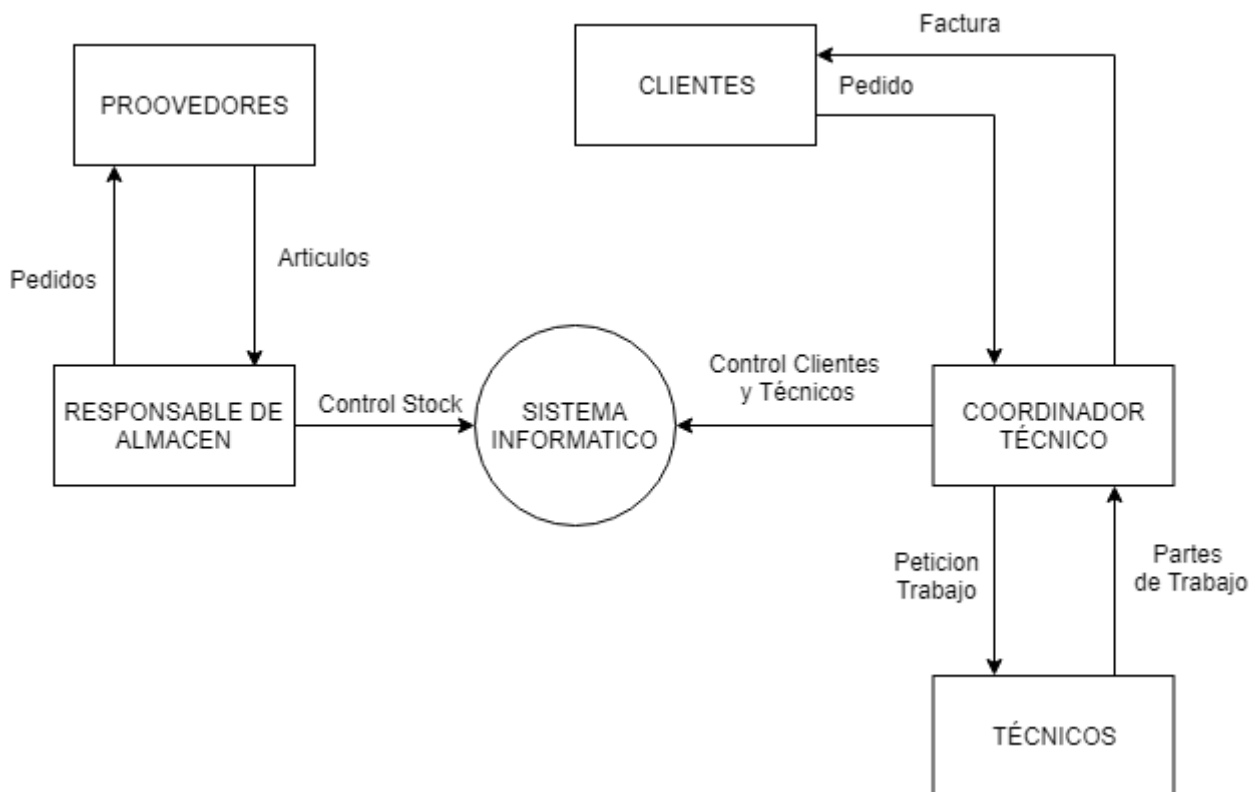 Factura
PROOVEDORES
CLIENTES
Pedido
Pedidos
Articulos
RESPONSABLE DE
ALMACEN
Control Stock
SISTEMA
INFORMATICO
Control Clientes
y Técnicos
COORDINADOR
TÉCNICO
Peticion
Trabajo
Partes
de Trabajo
TÉCNICOS